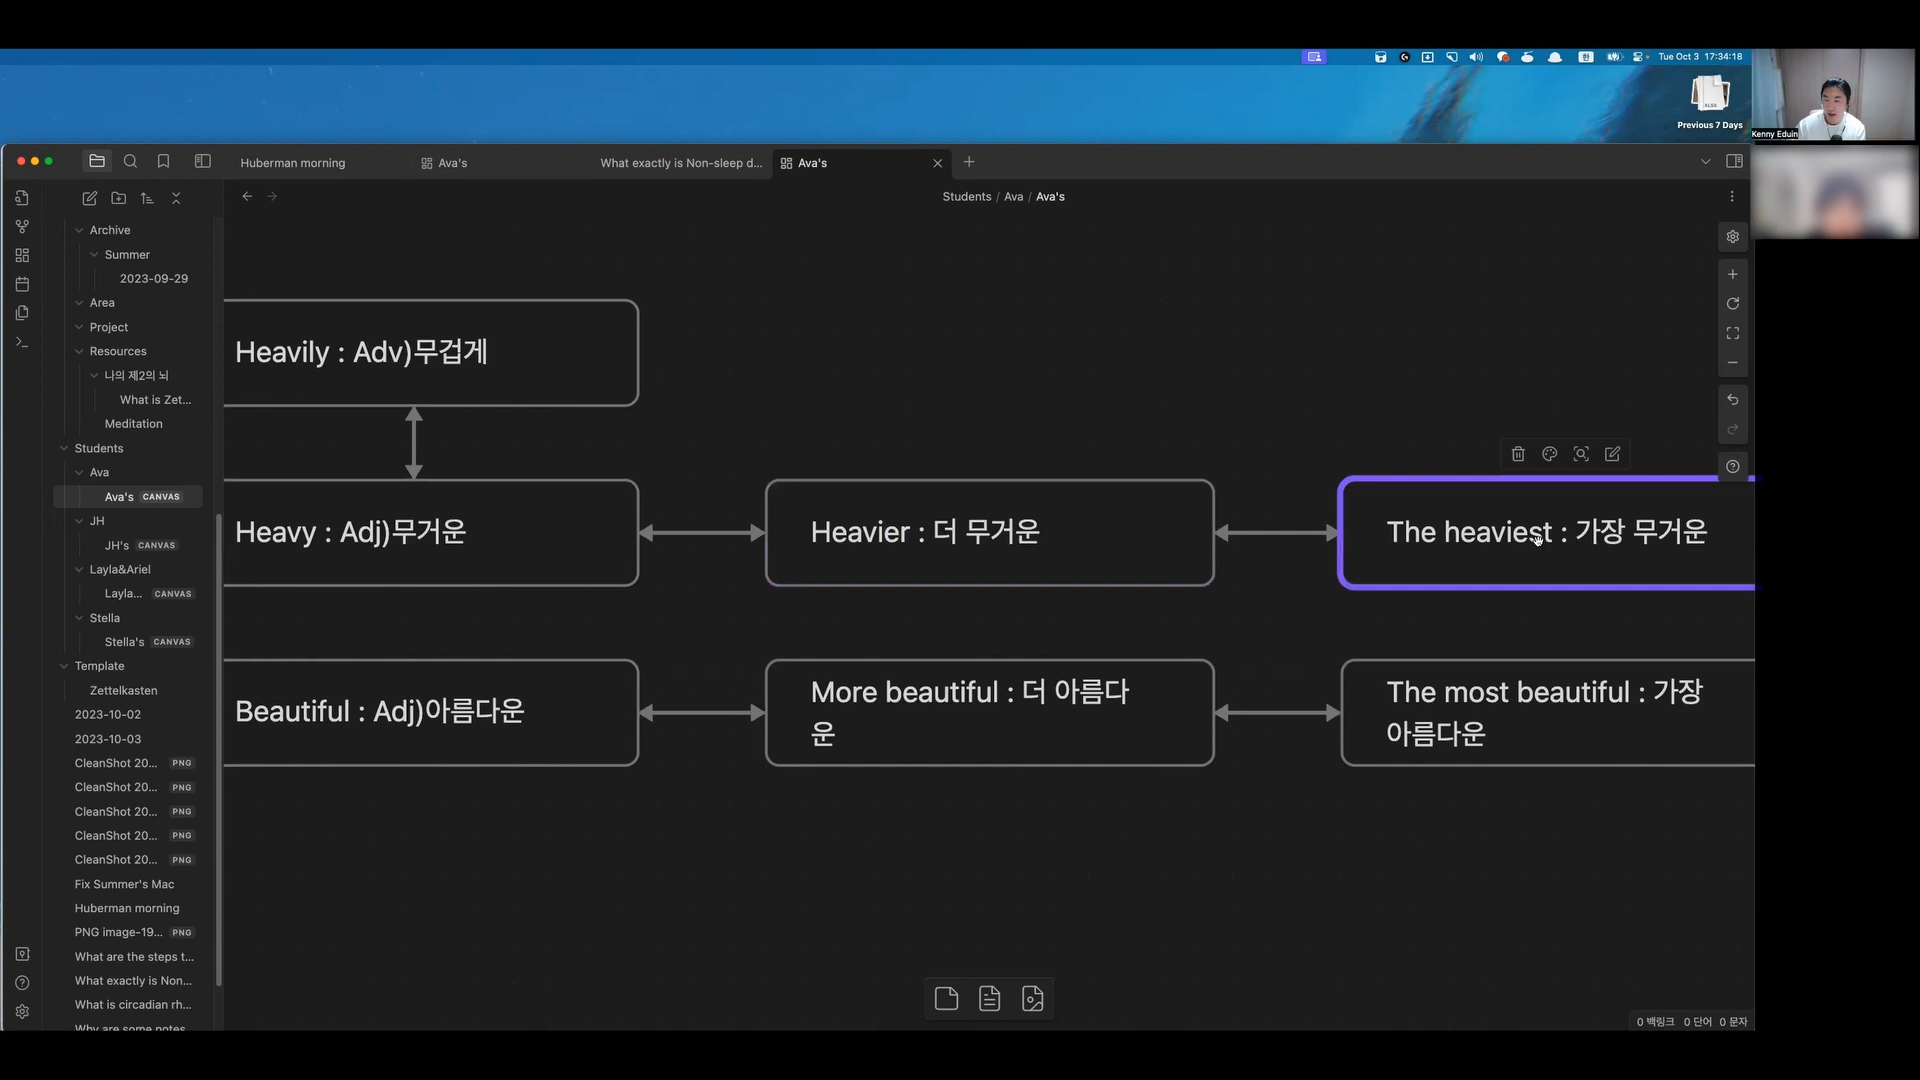 Tue Oct 3 17:34:18
XLSX
Previous 7 Days
Kenny Eduin
Huberman morning
Ava's
What exactly is Non-sleep d...
Ava's
Students / Ava / Ava's
Archive
Summer
2023-09-29
Area
Project
Resources
나의 제2의 뇌
What is Zet...
Meditation
Students
Ava
Ava's CANVAS
JH
JH's CANVAS
Layla&Ariel
Layla... CANVAS
Stella
Stella's CANVAS
Template
Zettelkasten
2023-10-02
2023-10-03
CleanShot 20... PNG
CleanShot 20... PNG
CleanShot 20... PNG
CleanShot 20... PNG
CleanShot 20... PNG
Fix Summer's Mac
Huberman morning
PNG image-19... PNG
What are the steps t...
What exactly is Non...
What is circadian rh...
Why are some notes
Heavily : Adv)무겁게
Heavy : Adj)무거운
Heavier : 더 무거운
The heaviest : 가장 무거운
Beautiful : Adj)아름다운
More beautiful : 더 아름다
운
The most beautiful : 가장
아름다운
0 백링크 0 단어 0 문자